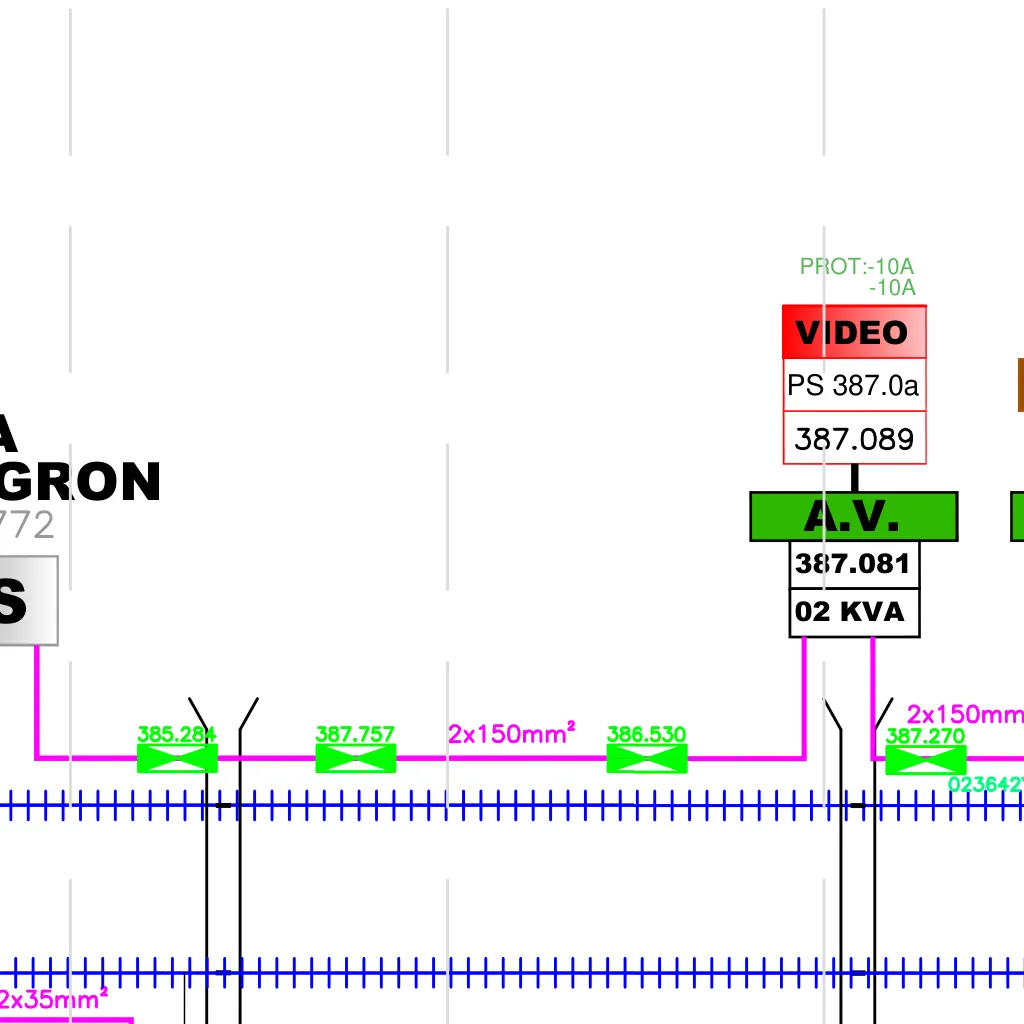 PROT:-10A
-10A
VIDEO
PS 387.0a
387.089
A
GRON
772
A.V.
387.081
S
02 KVA
2x150mm
385.284
387.757
2x150mm²
386.530
387.270
023642
2x35mm²